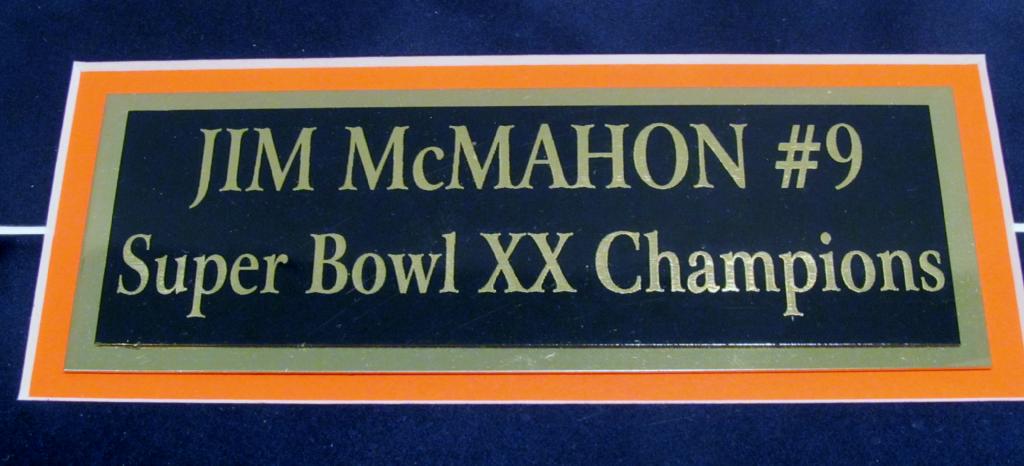 JIM McMAHON #9
Super Bowl XX Champions